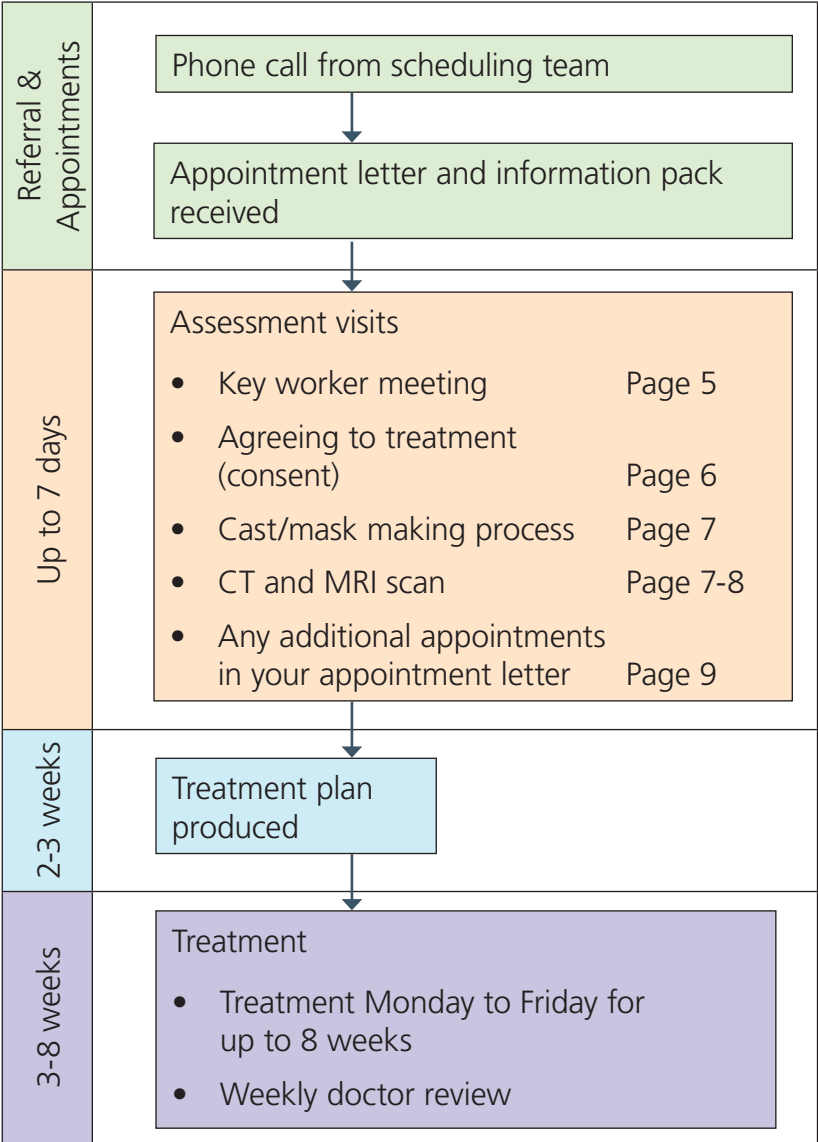 Referral &
Appointments
Phone call from scheduling team
Appointment letter and information pack
received
Up to 7 days
Assessment visits
• Key worker meeting Page 5
• Agreeing to treatment
(consent) Page 6
• Cast/mask making process Page 7
• CT and MRI scan Page 7-8
• Any additional appointments
in your appointment letter Page 9
2-3 weeks
Treatment plan
produced
3-8 weeks
Treatment
• Treatment Monday to Friday for
up to 8 weeks
• Weekly doctor review